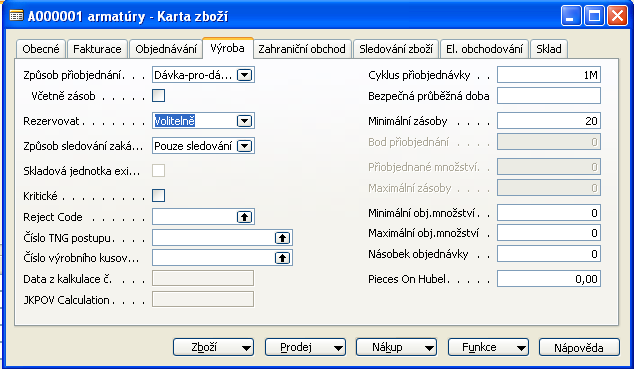 A000001 armatúry - Karta zboží
Obecné Fakturace Objednávání Výroba Zahraniční obchod Sledování zboží El. obchodování Sklad
Způsob přiobjednání. . . . Dávka-pro-dá...
Včetně zásob . . . .
Rezervovat . . . . . . . Volitelně
Způsob sledování zaká... Pouze sledování
Skladová jednotka exi...
Kritické . . . . . . . . . .
Reject Code . . . . . .
Číslo TNG postupu. . . .
Číslo výrobního kusov...
Data z kalkulace č. . . .
JKPOV Calculation . . . .
Cyklus přiobjednávky . . 1M
Bezpečná průběžná doba
Minimální zásoby . . . . 20
Bod přiobjednání . . . . 0
Přiobjednané množství. . 0
Maximální zásoby . . . . 0
Minimální obj.množství . . 0
Maximální obj.množství . . 0
Násobek objednávky . . 0
Pieces On Hubel. . . . . 0,00
Zboží Prodej Nákup Funkce Nápověda